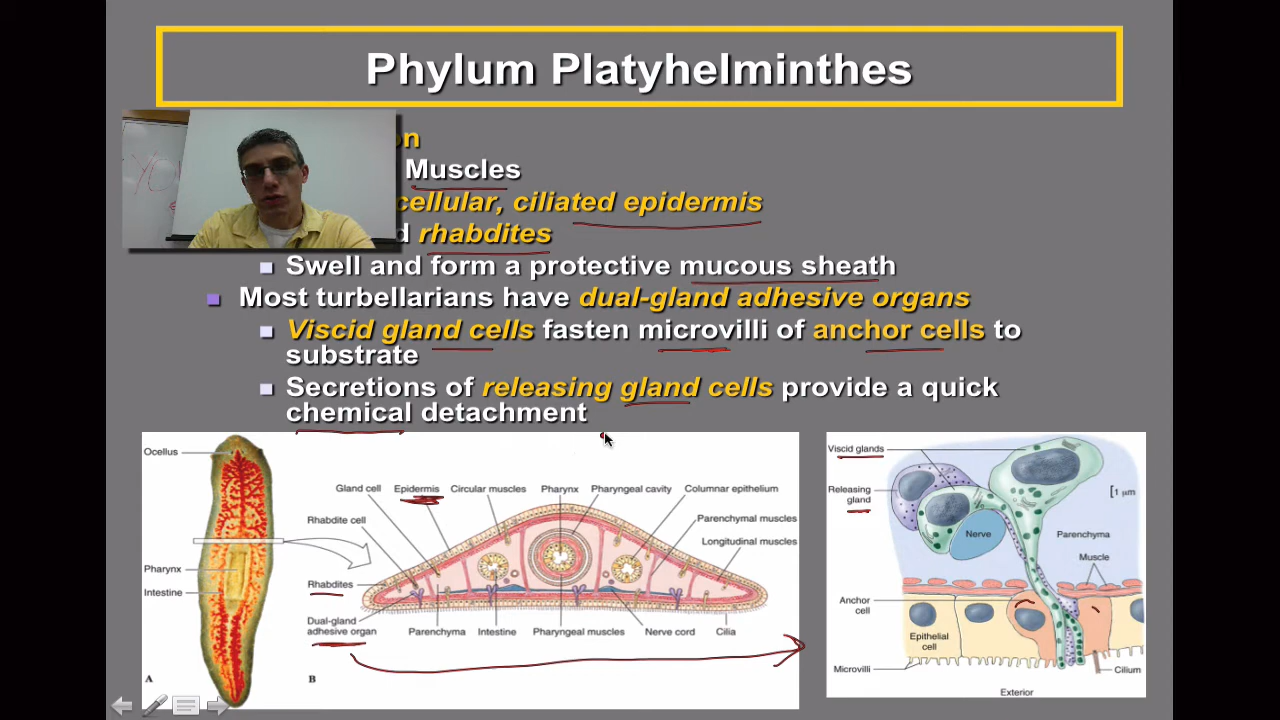 Phylum Platyhelminthes
Muscles
cellular, ciliated epidermis
rhabdites
Swell and form a protective mucous sheath
Most turbellarians have dual-gland adhesive organs
Viscid gland cells fasten microvilli of anchor cells to
substrate
Secretions of releasing gland cells provide a quick
chemical detachment
Ocellus
Pharynx
Intestine
A
Gland cell
Epidermis
Circular muscles
Pharynx
Pharyngeal cavity
Columnar epithelium
Rhabdite cell
Parenchymal muscles
Longitudinal muscles
Rhabdites
Dual-gland
adhesive organ
Parenchyma
Intestine
Pharyngeal muscles
Nerve cord
Cilia
B
Viscid glands
Releasing
gland
1 μm
Nerve
Parenchyma
Muscle
Anchor
cell
Epithelial
cell
Microvilli
Cilium
Exterior